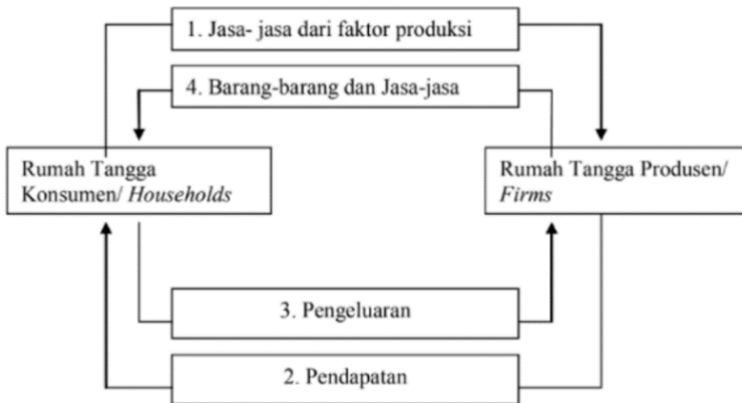 1. Jasa- jasa dari faktor produksi
4. Barang-barang dan Jasa-jasa
Rumah Tangga
Konsumen/ Households
Rumah Tangga Produsen/
Firms
3. Pengeluaran
2. Pendapatan